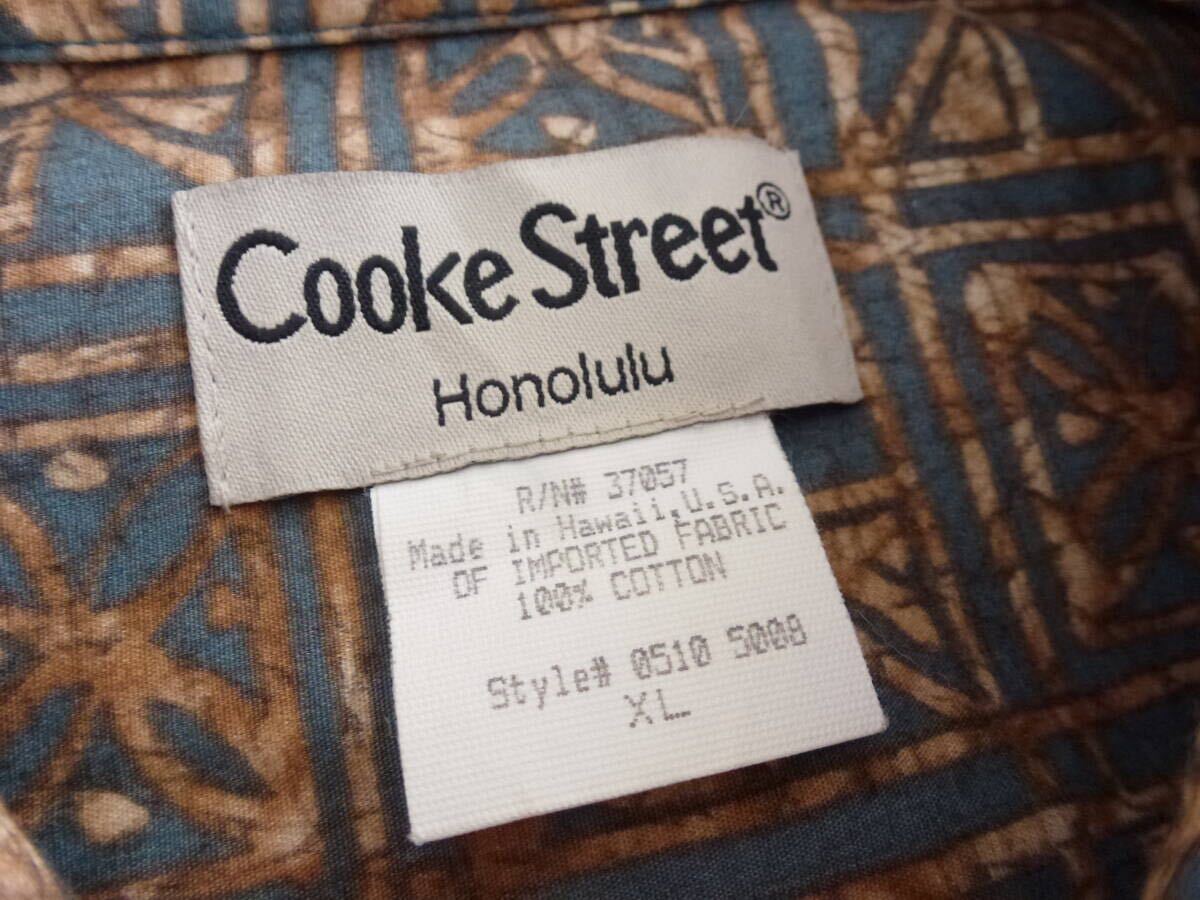 Cooke Street®
Honolulu
R/N# 37057
Made in Hawaii,U.S.A.
OF IMPORTED FABRIC
100% COTTON
Style# 0510 5008
XL